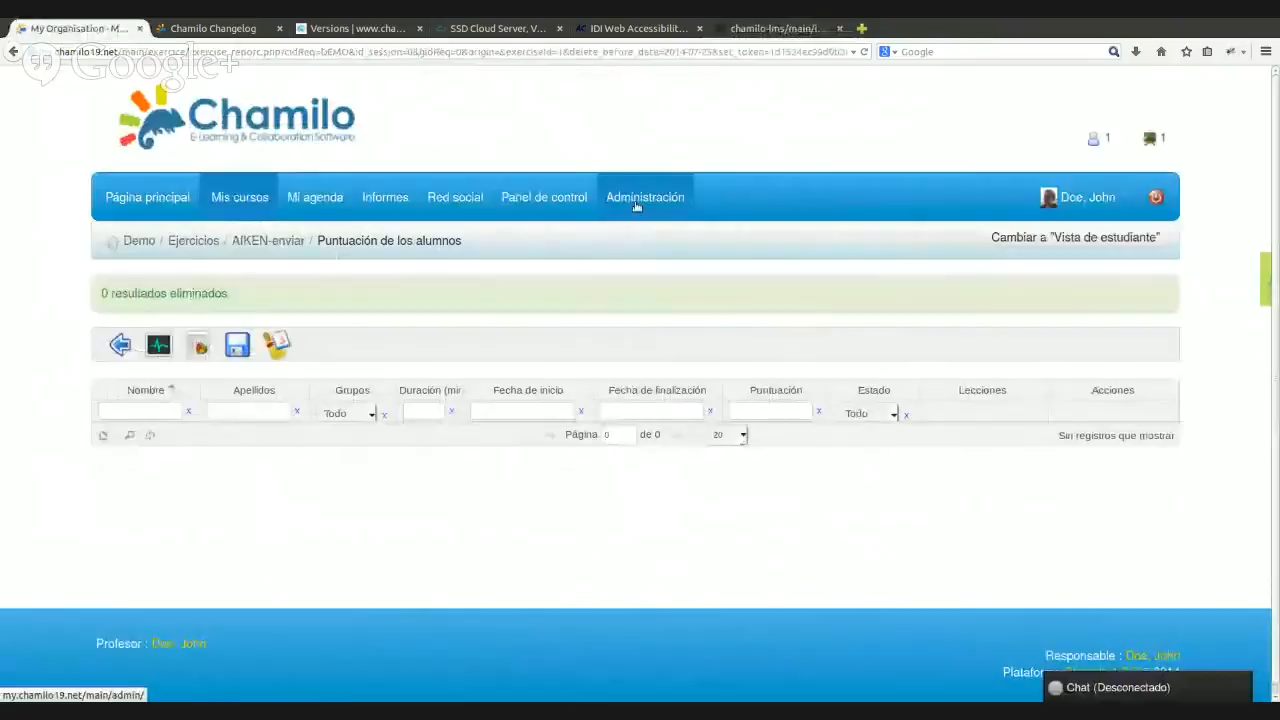 My Organisation - M...
Chamilo Changelog
Versions | www.cha...
SSD Cloud Server, V...
IDI Web Accessibilit...
chamilo-lms/main/i...
Google
Google+
Chamilo
E-Learning & Collaboration Software
1
1
Página principal
Mis cursos
Mi agenda
Informes
Red social
Panel de control
Administración
Doe, John
Demo / Ejercicios / AIKEN-enviar / Puntuación de los alumnos
Cambiar a "Vista de estudiante"
0 resultados eliminados.
Nombre
Apellidos
Grupos
Duración (mir
Fecha de inicio
Fecha de finalización
Puntuación
Estado
Lecciones
Acciones
x
x
Todo
x
x
x
x
x
Todo
x
Página 0 de 0
20
Sin registros que mostrar
Profesor : Doe, John
Responsable : Doe, John
my.chamilo19.net/main/admin/
Chat (Desconectado)